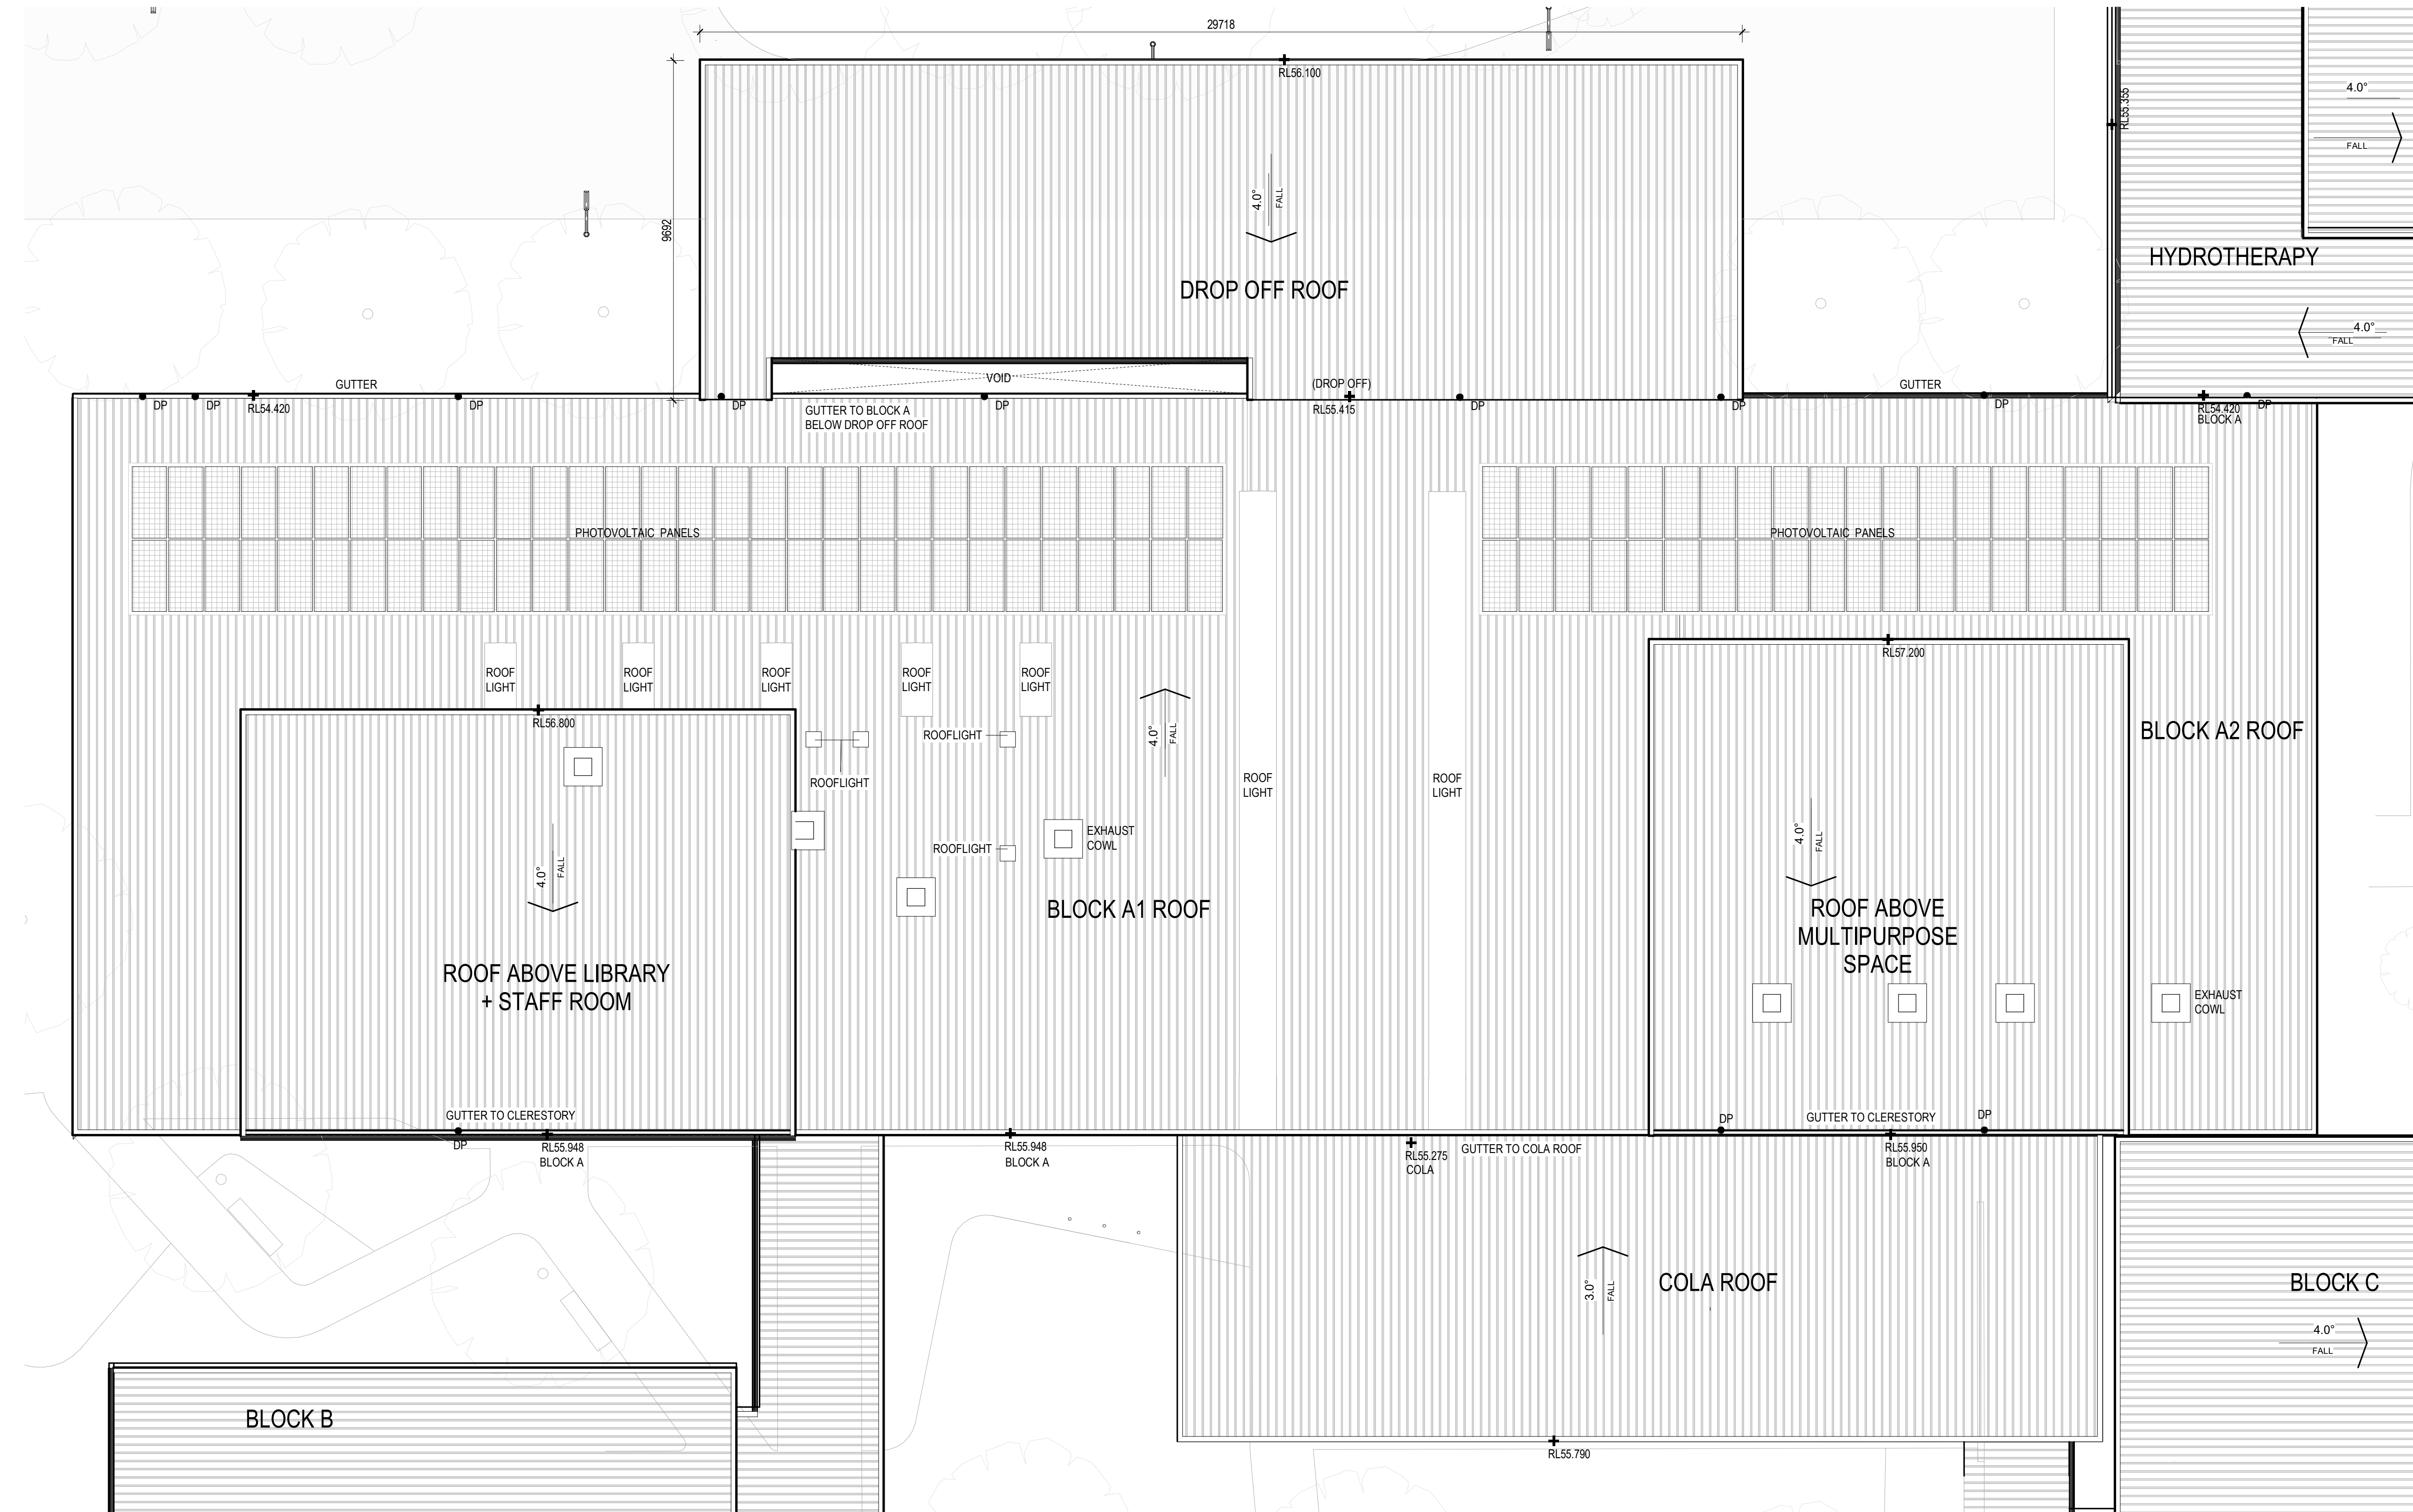 29718
RL56.100
RL55.355
4.0°
FALL
4.0°
FALL
9692
HYDROTHERAPY
DROP OFF ROOF
4.0°
FALL
VOID
GUTTER
(DROP OFF)
GUTTER
DP
DP
RL54.420
DP
DP
GUTTER TO BLOCK A
BELOW DROP OFF ROOF
DP
RL55.415
DP
DP
DP
RL54.420
BLOCK A
DP
PHOTOVOLTAIC PANELS
PHOTOVOLTAIC PANELS
ROOF
LIGHT
ROOF
LIGHT
ROOF
LIGHT
ROOF
LIGHT
ROOF
LIGHT
RL57.200
RL56.800
ROOFLIGHT
4.0°
FALL
BLOCK A2 ROOF
ROOFLIGHT
ROOF
LIGHT
ROOF
LIGHT
EXHAUST
COWL
ROOFLIGHT
4.0°
FALL
4.0°
FALL
BLOCK A1 ROOF
ROOF ABOVE
MULTIPURPOSE
SPACE
ROOF ABOVE LIBRARY
+ STAFF ROOM
EXHAUST
COWL
GUTTER TO CLERESTORY
DP
GUTTER TO CLERESTORY
DP
DP
RL55.948
BLOCK A
RL55.948
BLOCK A
RL55.275
COLA
GUTTER TO COLA ROOF
RL55.950
BLOCK A
3.0°
FALL
COLA ROOF
BLOCK C
4.0°
FALL
BLOCK B
RL55.790